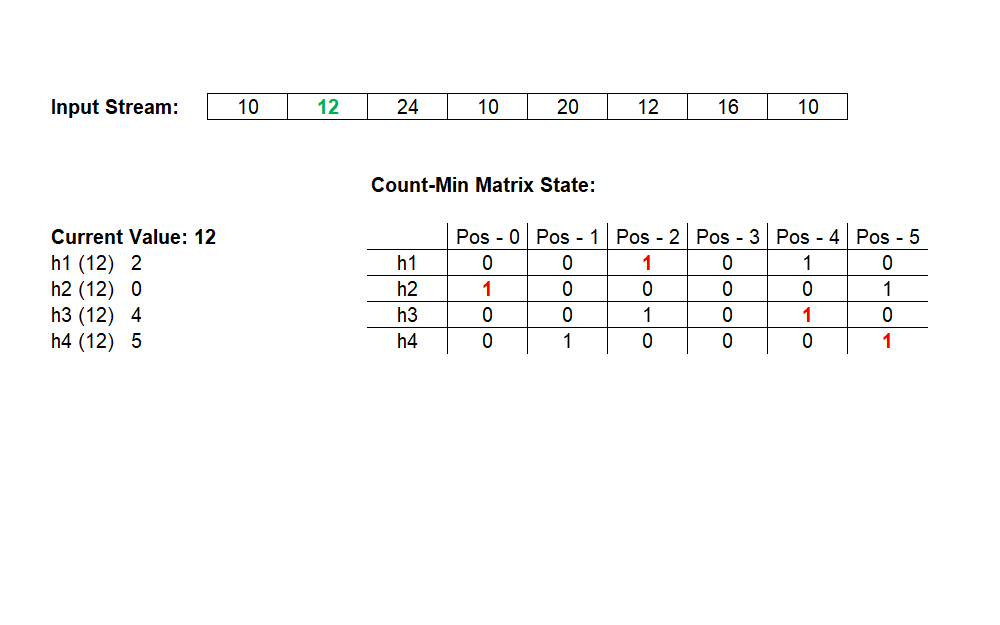 Input Stream: 10 12 24 10 20 12 16 10
Count-Min Matrix State:
Current Value: 12 Pos - 0 Pos - 1 Pos - 2 Pos - 3 Pos - 4 Pos - 5
h1 (12) 2 h1 0 0 1 0 1 0
h2 (12) 0 h2 1 0 0 0 0 1
h3 (12) 4 h3 0 0 1 0 1 0
h4 (12) 5 h4 0 1 0 0 0 1